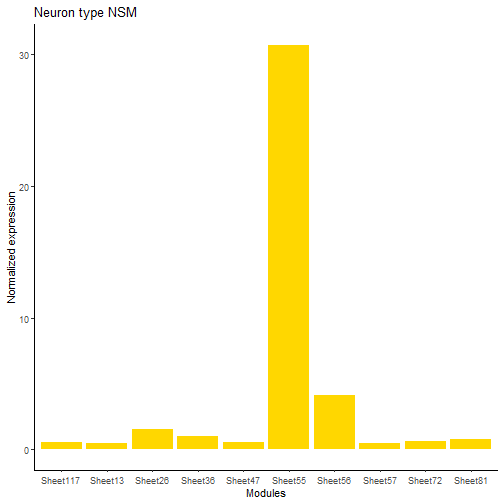 Neuron type NSM
Normalized expression
30
20
10
0
Sheet117 Sheet13 Sheet26 Sheet36 Sheet47 Sheet55 Sheet56 Sheet57 Sheet72 Sheet81
Modules